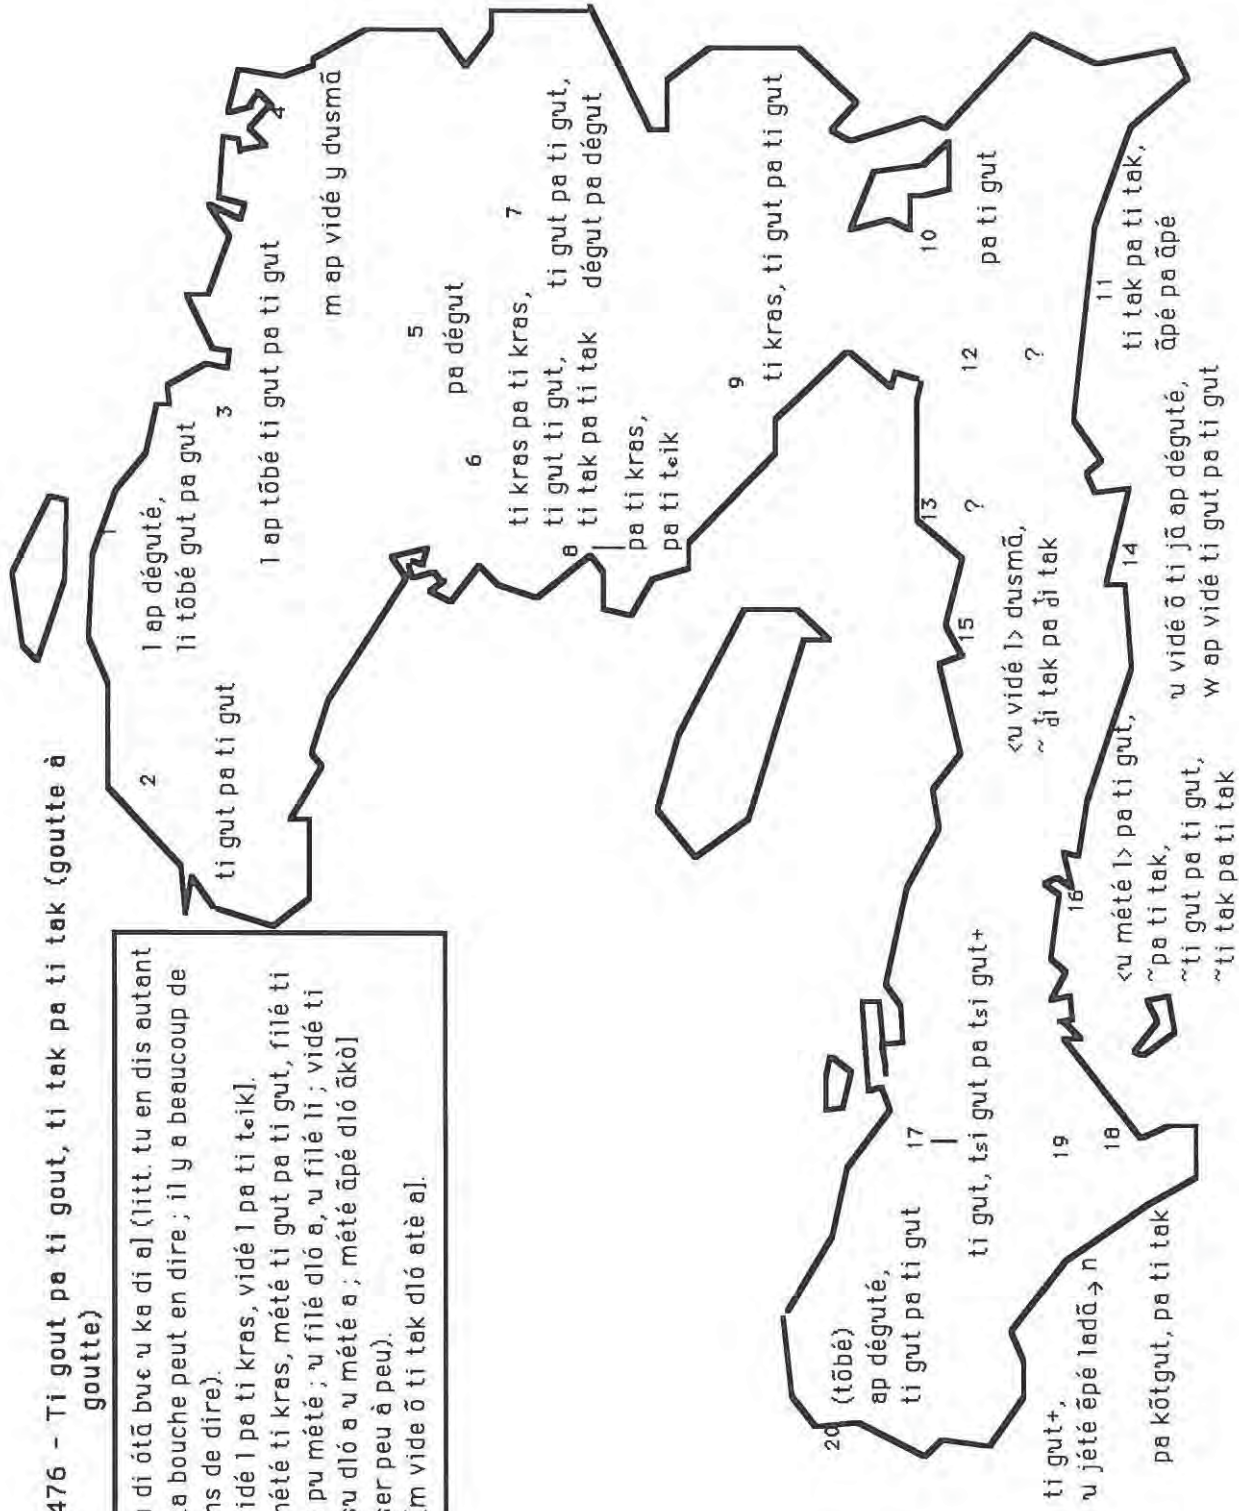 476 - Ti gout pa ti gout, ti tak pa ti tak (goutte à
goutte)
di ótã buɛ u ka di a] (litt. tu en dis autant
a bouche peut en dire ; il y a beaucoup de
ns de dire).
idé l pa ti kras, vidé l pa ti tɕik].
mété ti kras, mété ti gut pa ti gut, filé ti
pu mété ; u filé dló a, u filé li ; vidé ti
su dló a u mété a ; mété ãpé dló ãkò]
ser peu à peu).
m vide õ ti tak dló atè a].
2
ti gut pa ti gut
l ap déguté,
li tõbé gut pa gut
3
l ap tõbé ti gut pa ti gut
4
m ap vidé y dusmã
5
pa dégut
6
ti kras pa ti kras,
ti gut ti gut,
ti tak pa ti tak
7
ti gut pa ti gut,
dégut pa dégut
8
pa ti kras,
pa ti tɕik
9
ti kras, ti gut pa ti gut
10
pa ti gut
11
ti tak pa ti tak,
ãpé pa ãpé
12
?
13
?
14
u vidé õ ti jã ap déguté,
w ap vidé ti gut pa ti gut
15
<u vidé l> dusmã,
~ di tak pa di tak
16
<u mété l> pa ti gut,
~pa ti tak,
~ti gut pa ti gut,
~ti tak pa ti tak
17
ti gut, tsi gut pa tsi gut+
18
pa kõtgut, pa ti tak
19
ti gut+,
u jété ẽpé ladã → n
20
(tõbé)
ap déguté,
ti gut pa ti gut